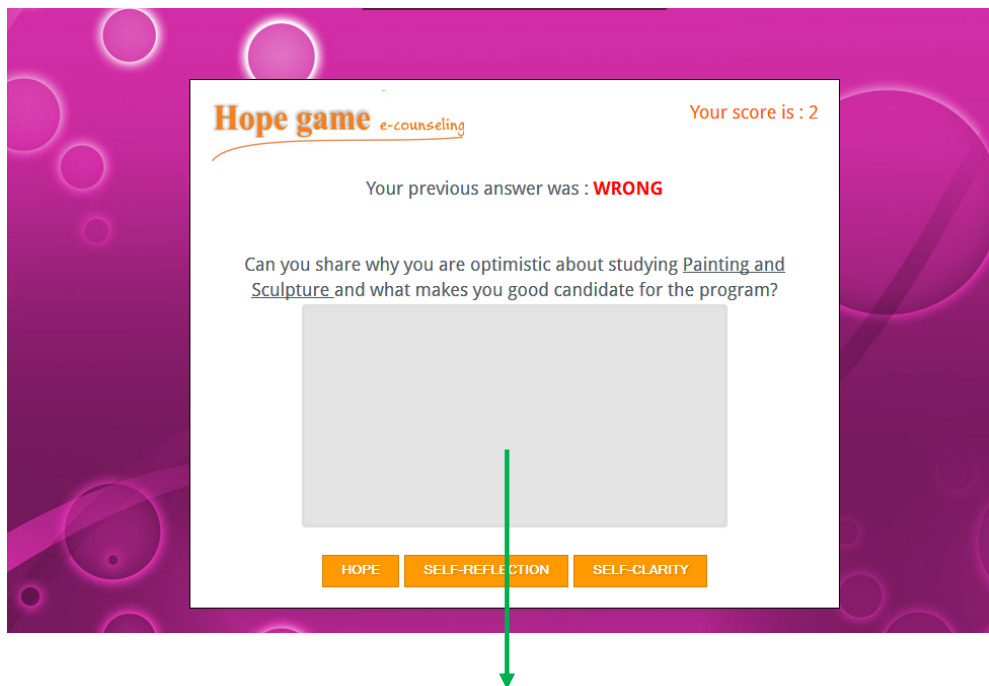 Hope game e-counseling
Your score is : 2
Your previous answer was : WRONG
Can you share why you are optimistic about studying Painting and
Sculpture and what makes you good candidate for the program?
HOPE SELF-REFLECTION SELF-CLARITY